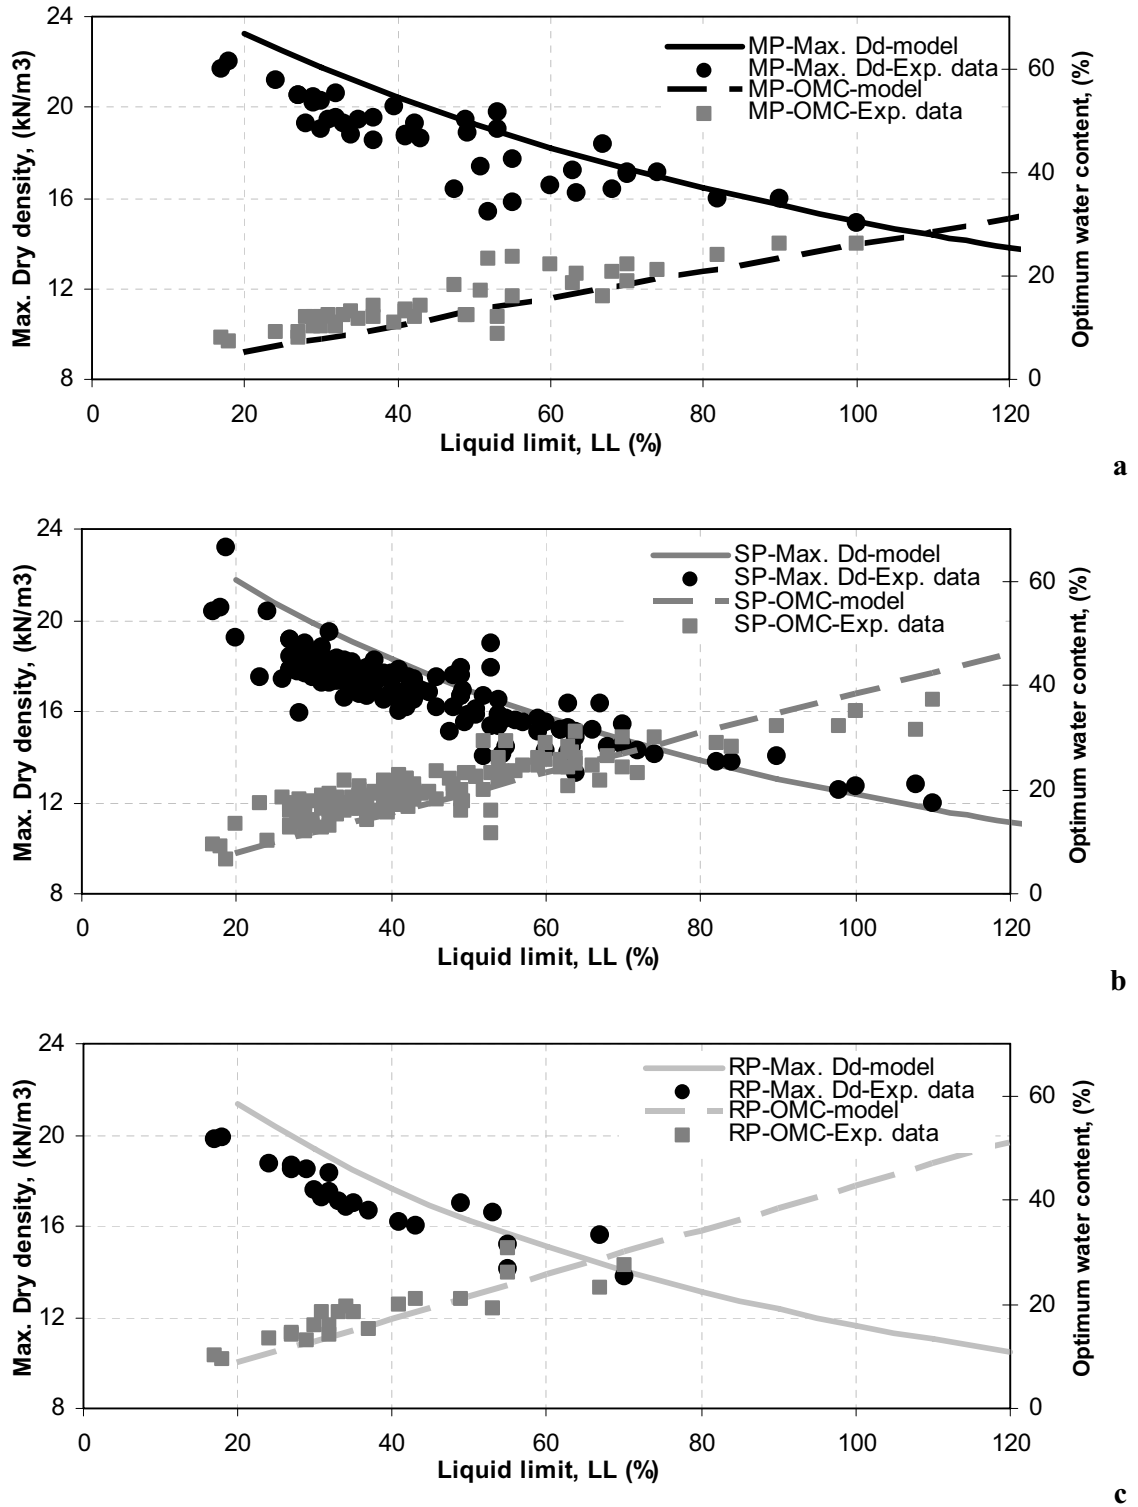 24
20
16
12
8
Max. Dry density, (kN/m3)
MP-Max. Dd-model
MP-Max. Dd-Exp. data
MP-OMC-model
MP-OMC-Exp. data
60
40
20
0
Optimum water content, (%)
0 20 40 60 80 100 120
Liquid limit, LL (%)
a
24
20
16
12
8
Max. Dry density, (kN/m3)
SP-Max. Dd-model
SP-Max. Dd-Exp. data
SP-OMC-model
SP-OMC-Exp. data
60
40
20
0
Optimum water content, (%)
0 20 40 60 80 100 120
Liquid limit, LL (%)
b
24
20
16
12
8
Max. Dry density, (kN/m3)
RP-Max. Dd-model
RP-Max. Dd-Exp. data
RP-OMC-model
RP-OMC-Exp. data
60
40
20
0
Optimum water content, (%)
0 20 40 60 80 100 120
Liquid limit, LL (%)
c